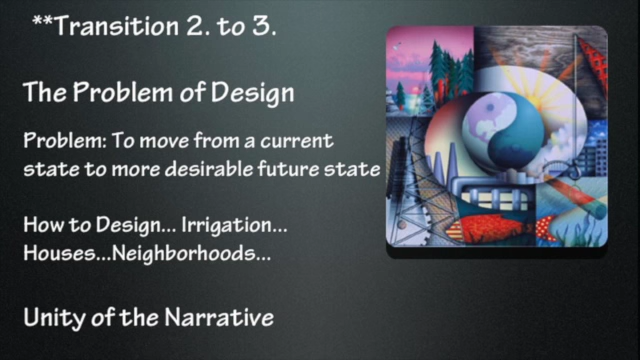 **Transition 2. to 3.
The Problem of Design
Problem: To move from a current
state to more desirable future state
How to Design... Irrigation...
Houses...Neighborhoods...
Unity of the Narrative